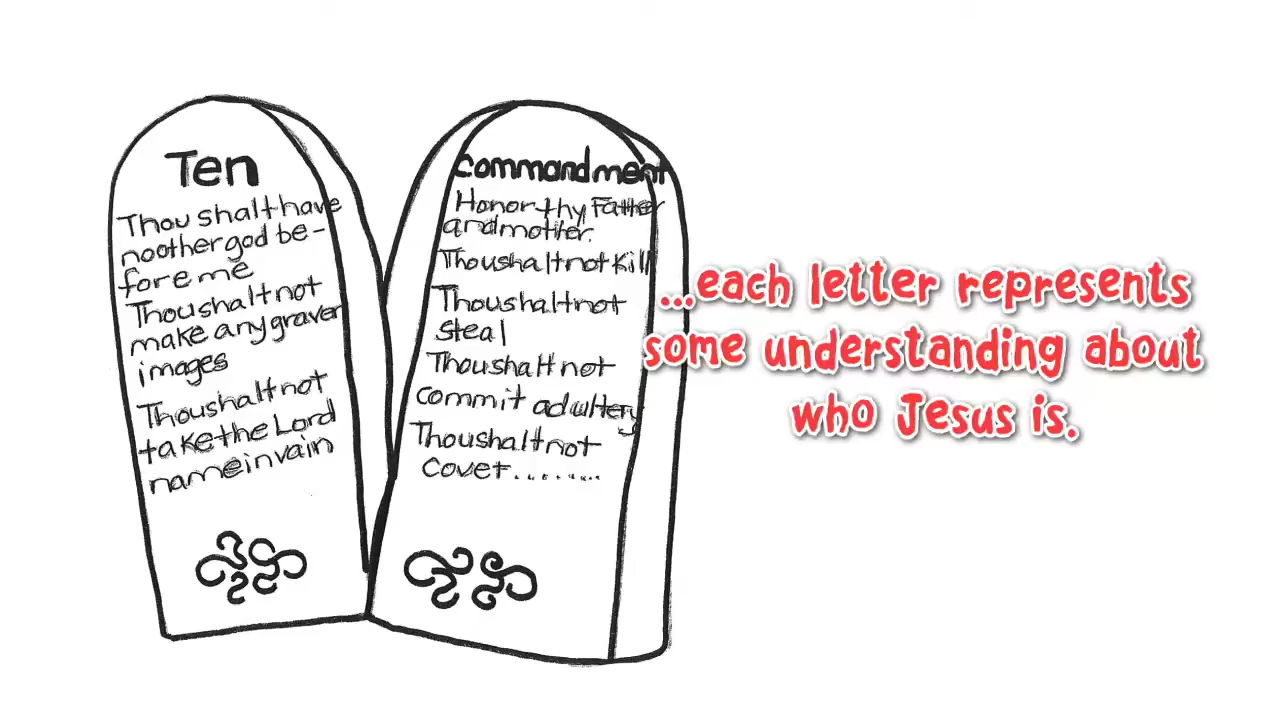 Ten
Thou shalt have
no other god be-
fore me
Thou shalt not
make any graven
images
Thou shalt not
take the Lord
name in vain
Commandment
Honor thy Father
and mother.
Thou shalt not Kill
Thou shalt not
steal
Thou shalt not
commit adultery
Thou shalt not
covet........
...each letter represents
some understanding about
who Jesus is.